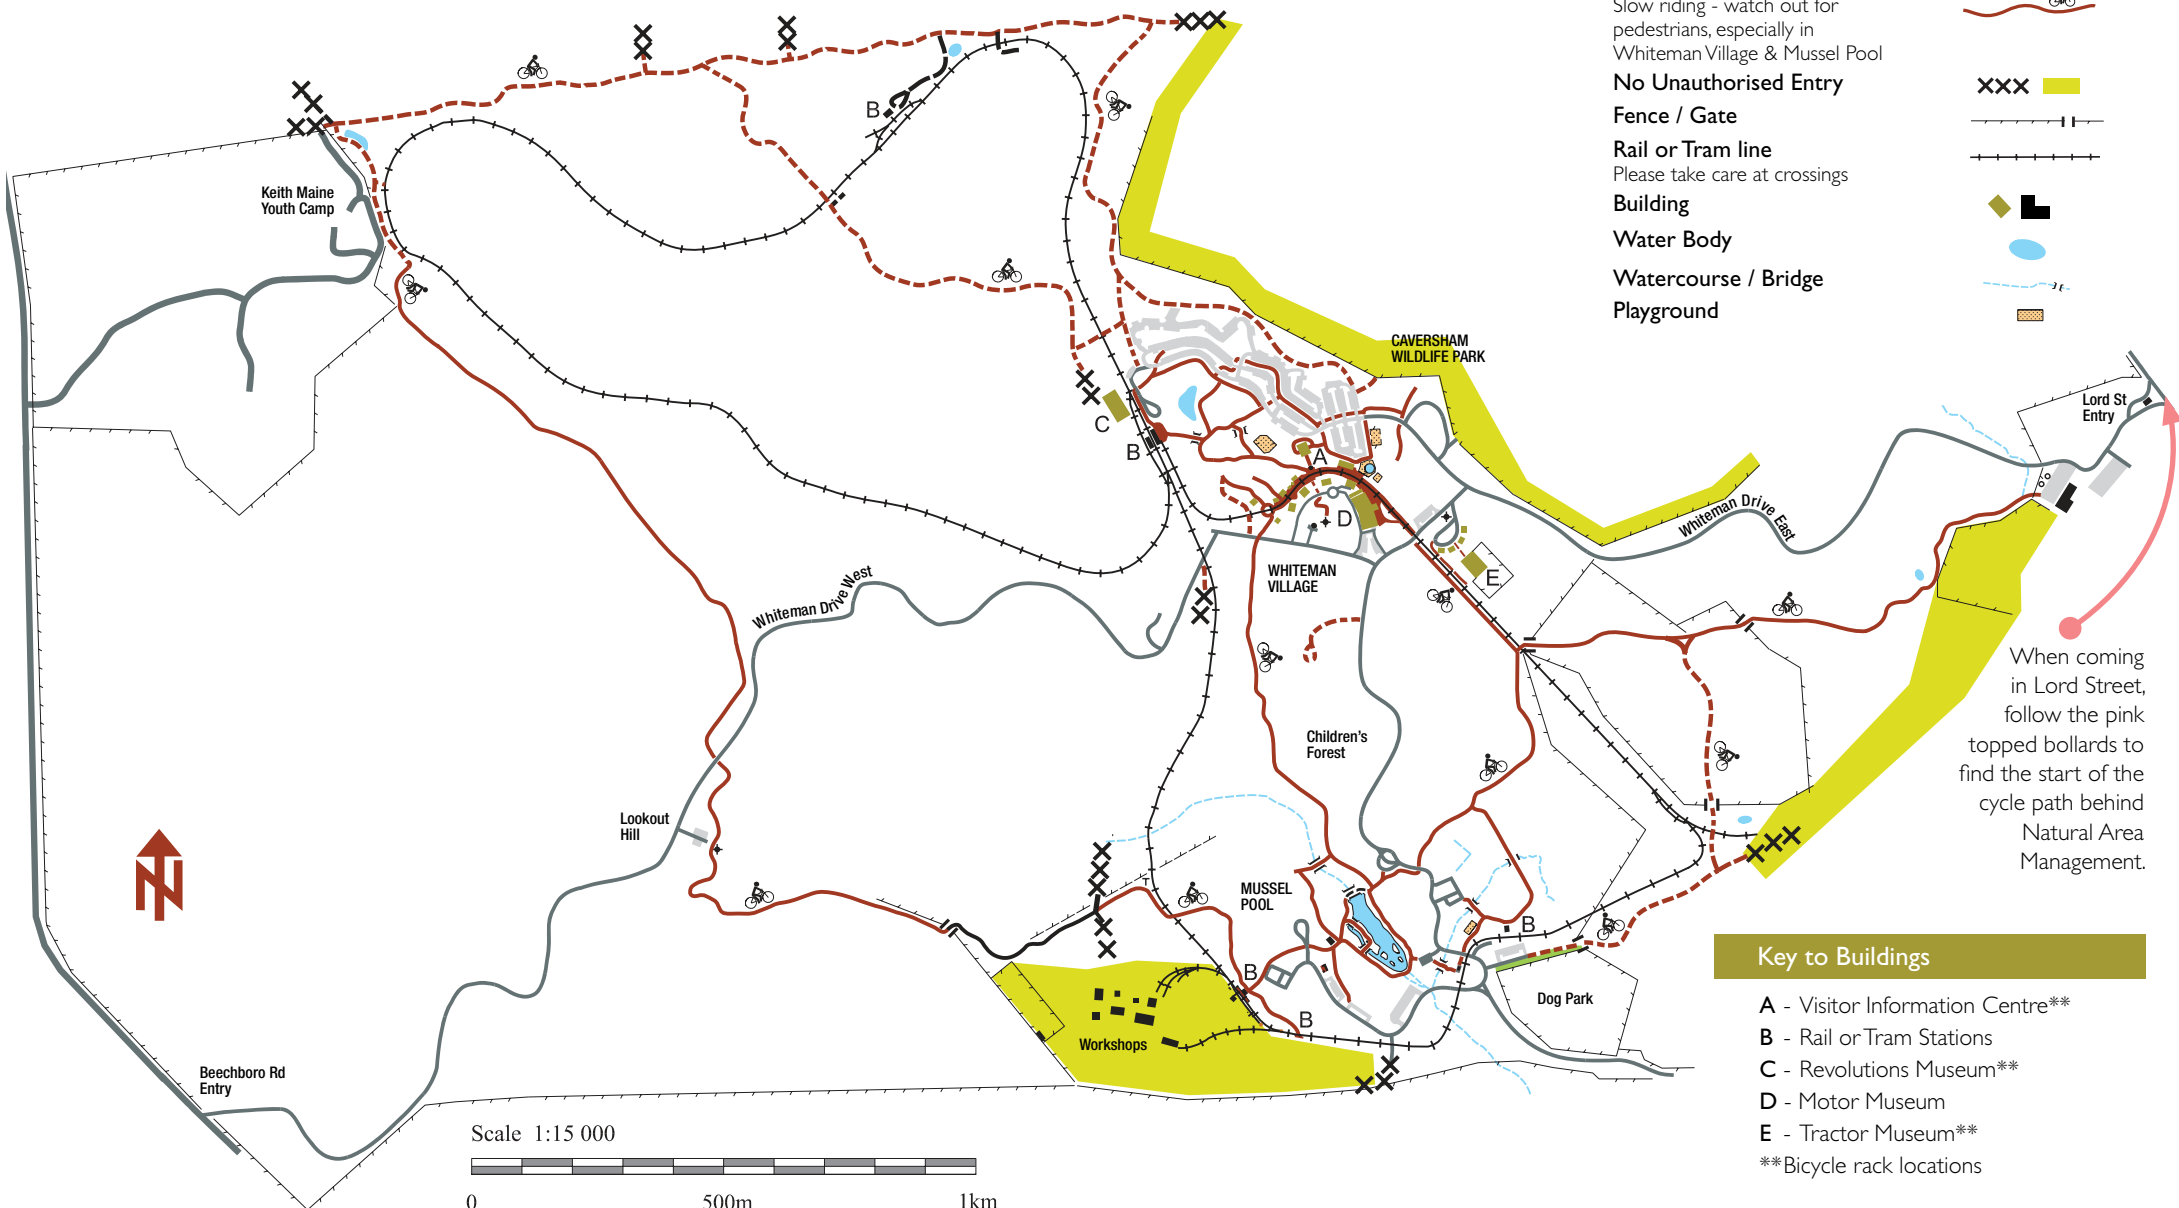 Slow riding - watch out for
pedestrians, especially in
Whiteman Village & Mussel Pool
No Unauthorised Entry
Fence / Gate
Rail or Tram line
Please take care at crossings
Building
Water Body
Watercourse / Bridge
Playground
B
Keith Maine
Youth Camp
CAVERSHAM
WILDLIFE PARK
Lord St
Entry
C
B
A
D
E
Whiteman Drive East
WHITEMAN
VILLAGE
Whiteman Drive West
When coming
in Lord Street,
follow the pink
topped bollards to
find the start of the
cycle path behind
Natural Area
Management.
Children's
Forest
Lookout
Hill
MUSSEL
POOL
B
B
B
Dog Park
Workshops
Beechboro Rd
Entry
N
Scale 1:15 000
0 500m 1km
Key to Buildings
A - Visitor Information Centre**
B - Rail or Tram Stations
C - Revolutions Museum**
D - Motor Museum
E - Tractor Museum**
**Bicycle rack locations